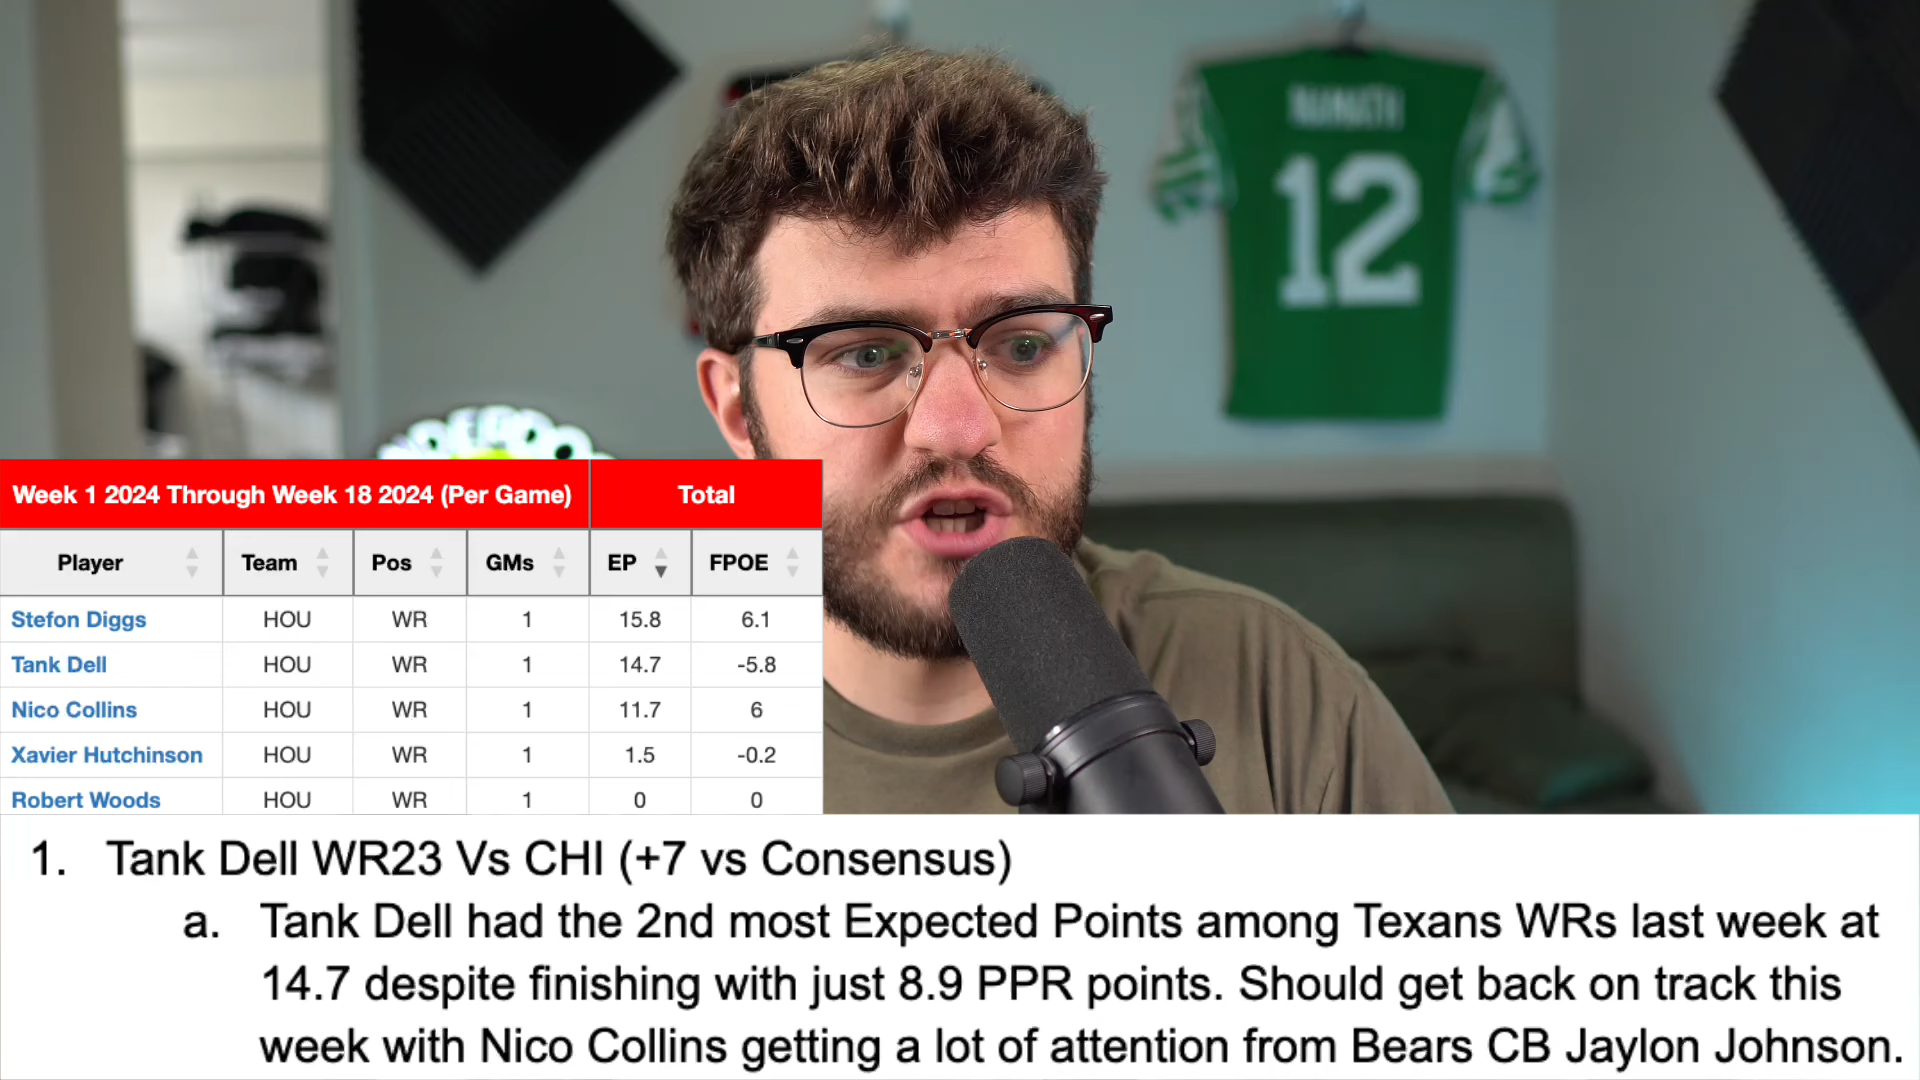 NAMATH
12
Week 1 2024 Through Week 18 2024 (Per Game) Total
Player Team Pos GMs EP FPOE
Stefon Diggs HOU WR 1 15.8 6.1
Tank Dell HOU WR 1 14.7 -5.8
Nico Collins HOU WR 1 11.7 6
Xavier Hutchinson HOU WR 1 1.5 -0.2
Robert Woods HOU WR 1 0 0
1. Tank Dell WR23 Vs CHI (+7 vs Consensus)
a. Tank Dell had the 2nd most Expected Points among Texans WRs last week at
14.7 despite finishing with just 8.9 PPR points. Should get back on track this
week with Nico Collins getting a lot of attention from Bears CB Jaylon Johnson.